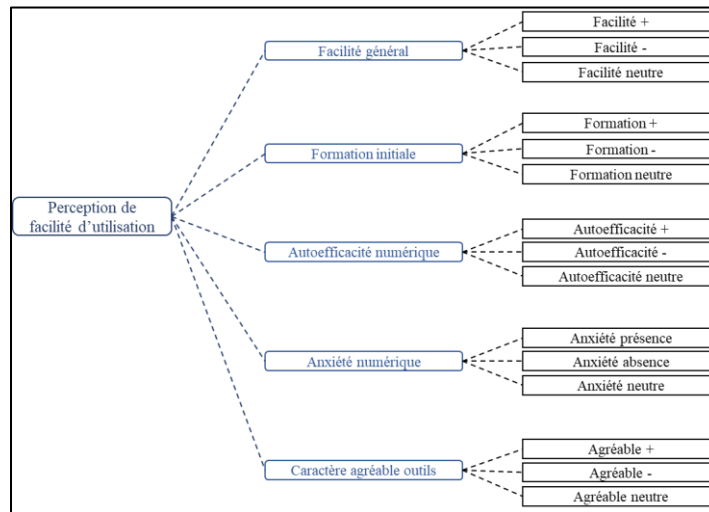 Facilité +
Facilité général
Facilité -
Facilité neutre
Formation +
Formation initiale
Formation -
Formation neutre
Perception de
facilité d'utilisation
Autoefficacité +
Autoefficacité numérique
Autoefficacité -
Autoefficacité neutre
Anxiété présence
Anxiété numérique
Anxiété absence
Anxiété neutre
Agréable +
Caractère agréable outils
Agréable -
Agréable neutre